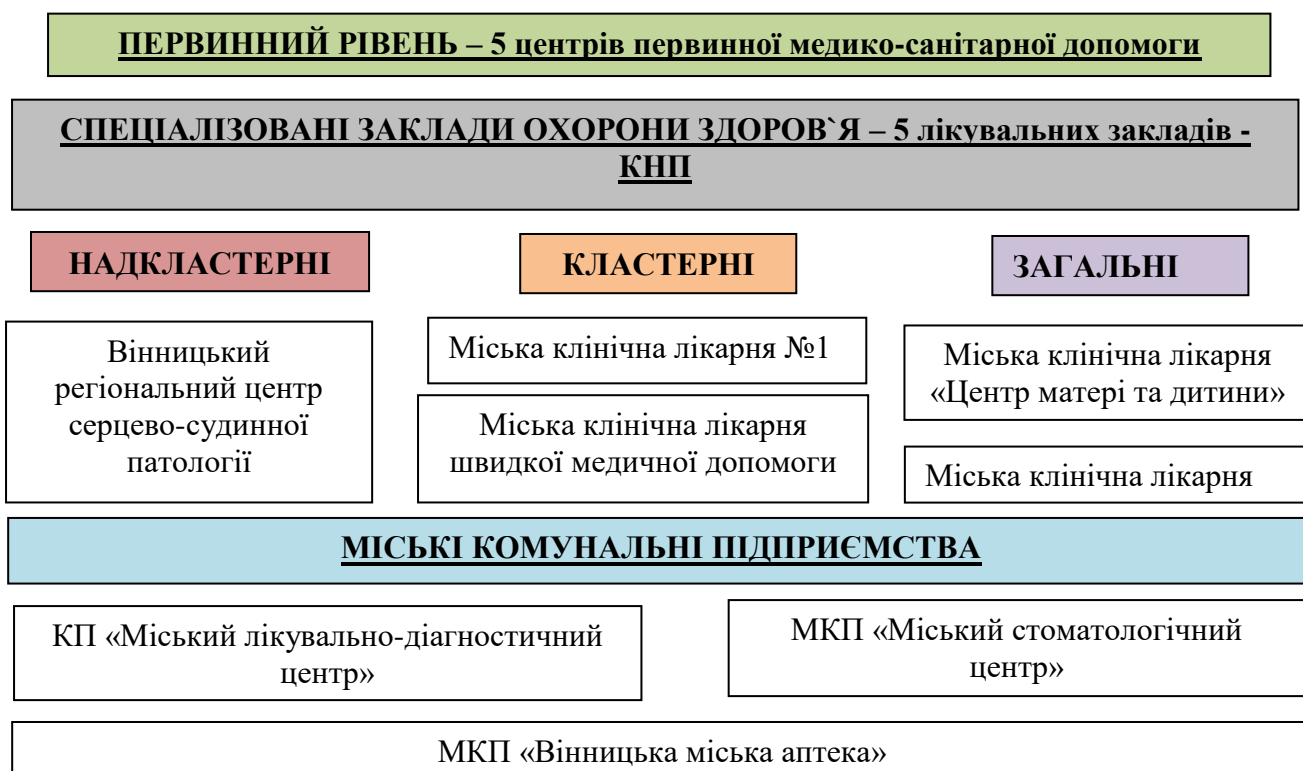 ПЕРВИННИЙ РІВЕНЬ – 5 центрів первинної медико-санітарної допомоги
СПЕЦІАЛІЗОВАНІ ЗАКЛАДИ ОХОРОНИ ЗДОРОВ`Я – 5 лікувальних закладів -
КНП
НАДКЛАСТЕРНІ
КЛАСТЕРНІ
ЗАГАЛЬНІ
Вінницький
регіональний центр
серцево-судинної
патології
Міська клінічна лікарня №1
Міська клінічна лікарня
швидкої медичної допомоги
Міська клінічна лікарня
«Центр матері та дитини»
Міська клінічна лікарня
МІСЬКІ КОМУНАЛЬНІ ПІДПРИЄМСТВА
КП «Міський лікувально-діагностичний
центр»
МКП «Міський стоматологічний
центр»
МКП «Вінницька міська аптека»